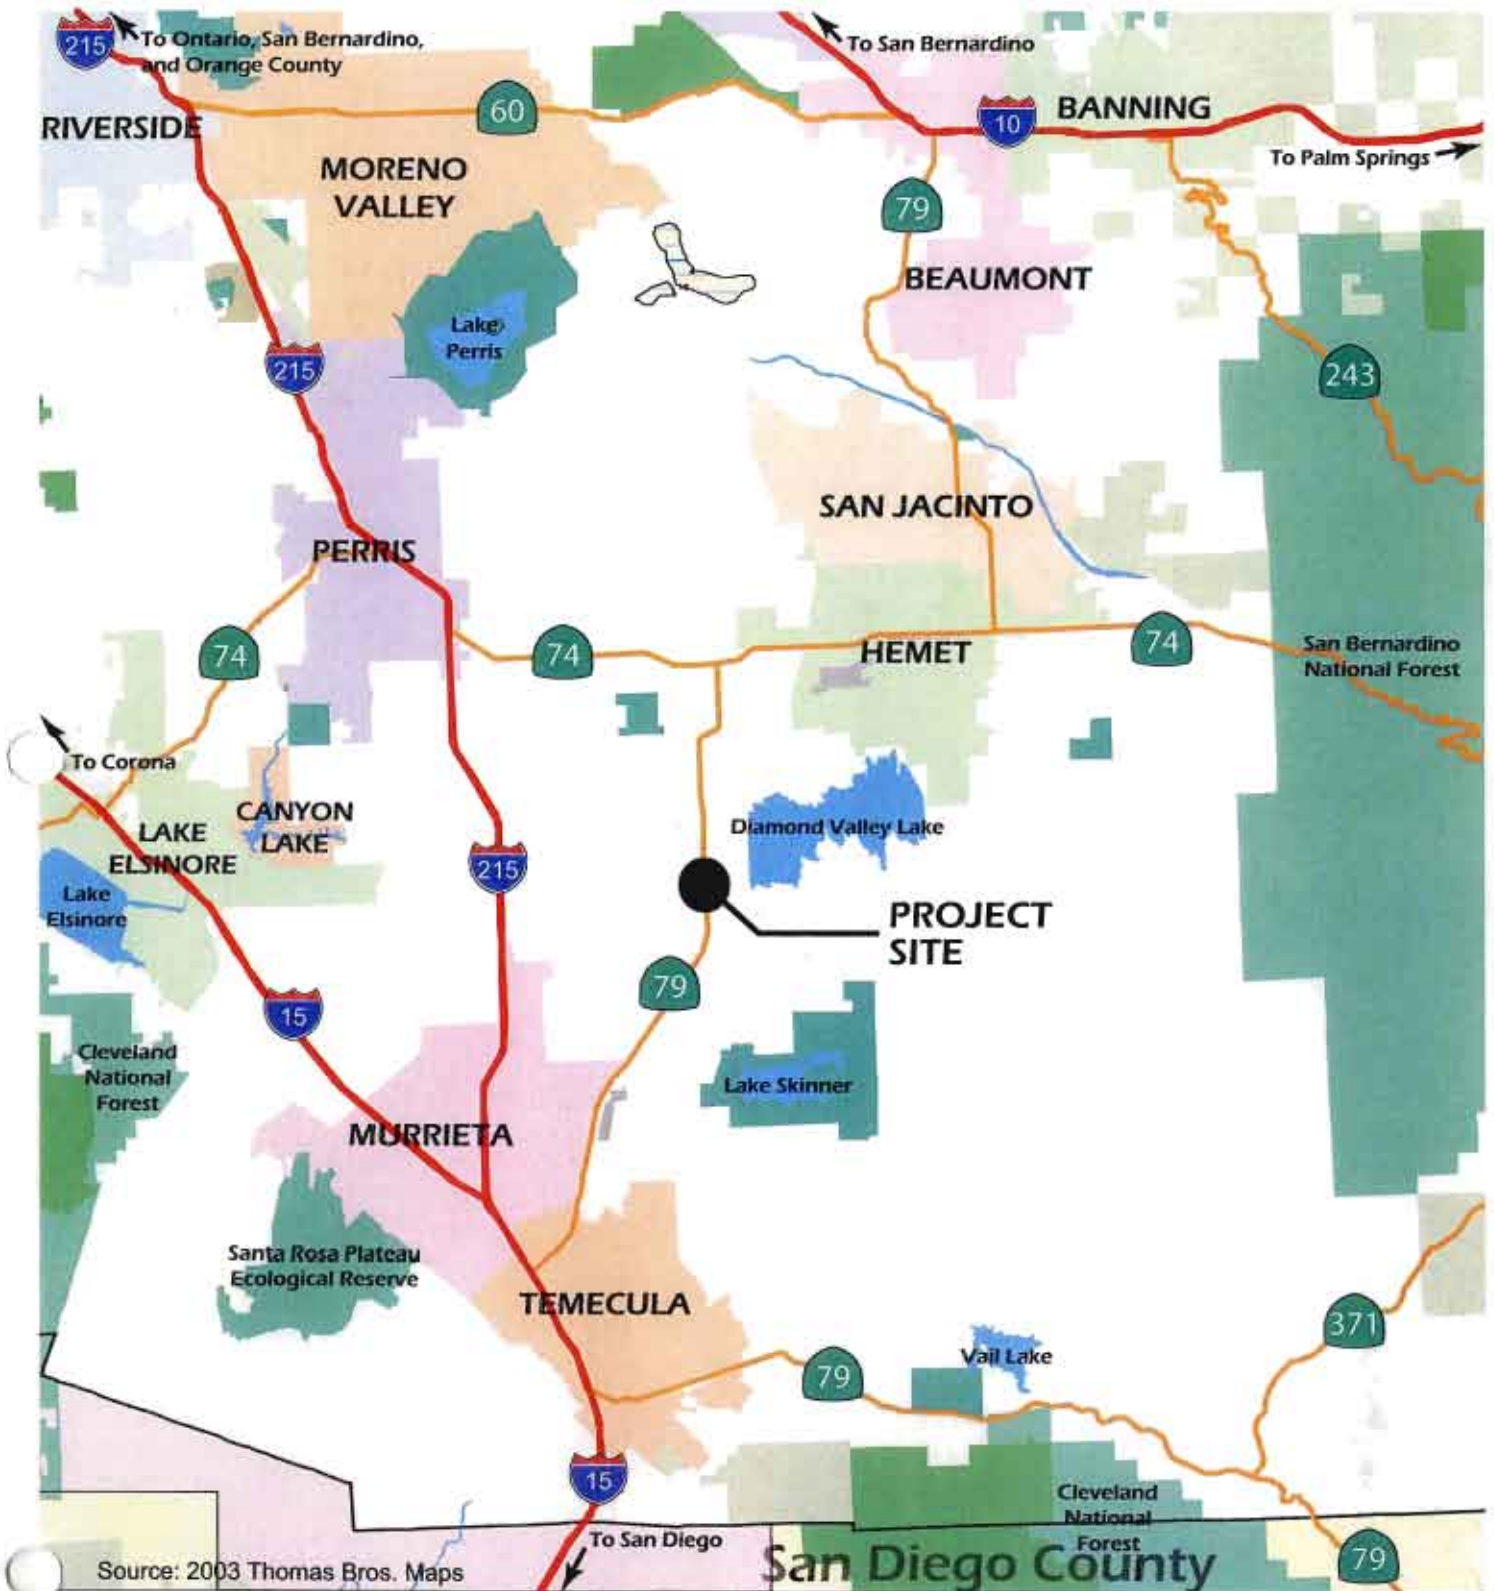 215
To Ontario, San Bernardino,
and Orange County
To San Bernardino
60
10
BANNING
RIVERSIDE
To Palm Springs
MORENO
VALLEY
79
BEAUMONT
Lake
Perris
215
243
SAN JACINTO
PERRIS
74
74
HEMET
74
San Bernardino
National Forest
To Corona
CANYON
LAKE
LAKE
ELSINORE
Diamond Valley Lake
215
Lake
Elsinore
PROJECT
SITE
79
15
Cleveland
National
Forest
Lake Skinner
MURRIETA
Santa Rosa Plateau
Ecological Reserve
TEMECULA
371
Vail Lake
79
15
Cleveland
National
Forest
To San Diego
San Diego County
79
Source: 2003 Thomas Bros. Maps